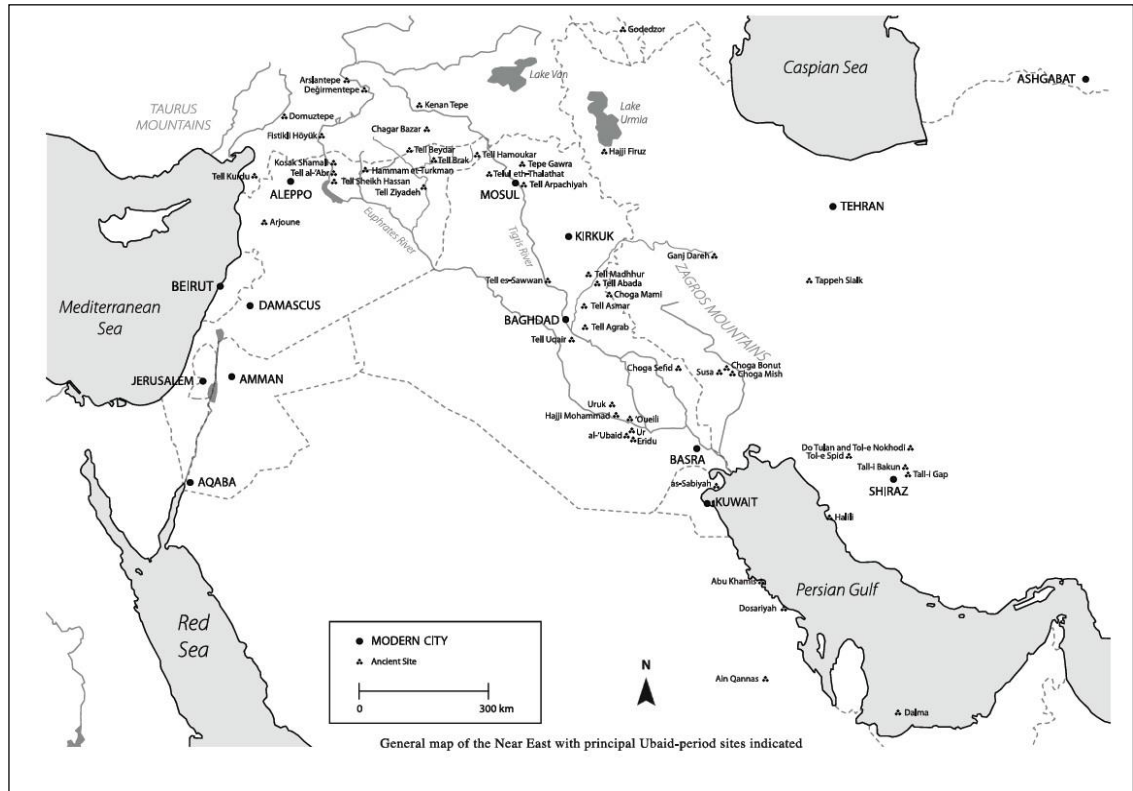 Godedzor
Caspian Sea
ASHGABAT
Lake Van
Arslantepe
Değirmentepe
TAURUS
MOUNTAINS
Kenan Tepe
Lake
Urmia
Domuztepe
Chagar Bazar
Fistikli Höyük
Hajji Firuz
Tell Beydar
Tell Brak
Tell Hamoukar
Kosak Shamali
Tell al-'Abr
Hammam et-Turkman
Tepe Gawra
Telul eth-Thalathat
Tell Kurdu
ALEPPO
Tell Sheikh Hassan
Tell Ziyadeh
MOSUL
Tell Arpachiyah
TEHRAN
Arjoune
Euphrates River
Tigris River
KIRKUK
Ganj Dareh
ZAGROS MOUNTAINS
BEIRUT
Tell es-Sawwan
Tell Madhhur
Tell Abada
Choga Mami
Tappeh Sialk
Mediterranean
Sea
DAMASCUS
Tell Asmar
BAGHDAD
Tell Agrab
Tell Uqair
JERUSALEM
AMMAN
Choga Sefid
Susa
Choga Bonut
Choga Mish
Uruk
Hajji Mohammad
'Oueili
Ur
al-'Ubaid
Eridu
BASRA
Do Tulan and Tol-e Nokhodi
Tol-e Spid
Tall-i Bakun
Tall-i Gap
SHIRAZ
AQABA
as-Sabiyah
KUWAIT
Halili
Abu Khamis
Persian Gulf
Dosariyah
Red
Sea
MODERN CITY
Ancient Site
0 300 km
N
Ain Qannas
Dalma
General map of the Near East with principal Ubaid-period sites indicated